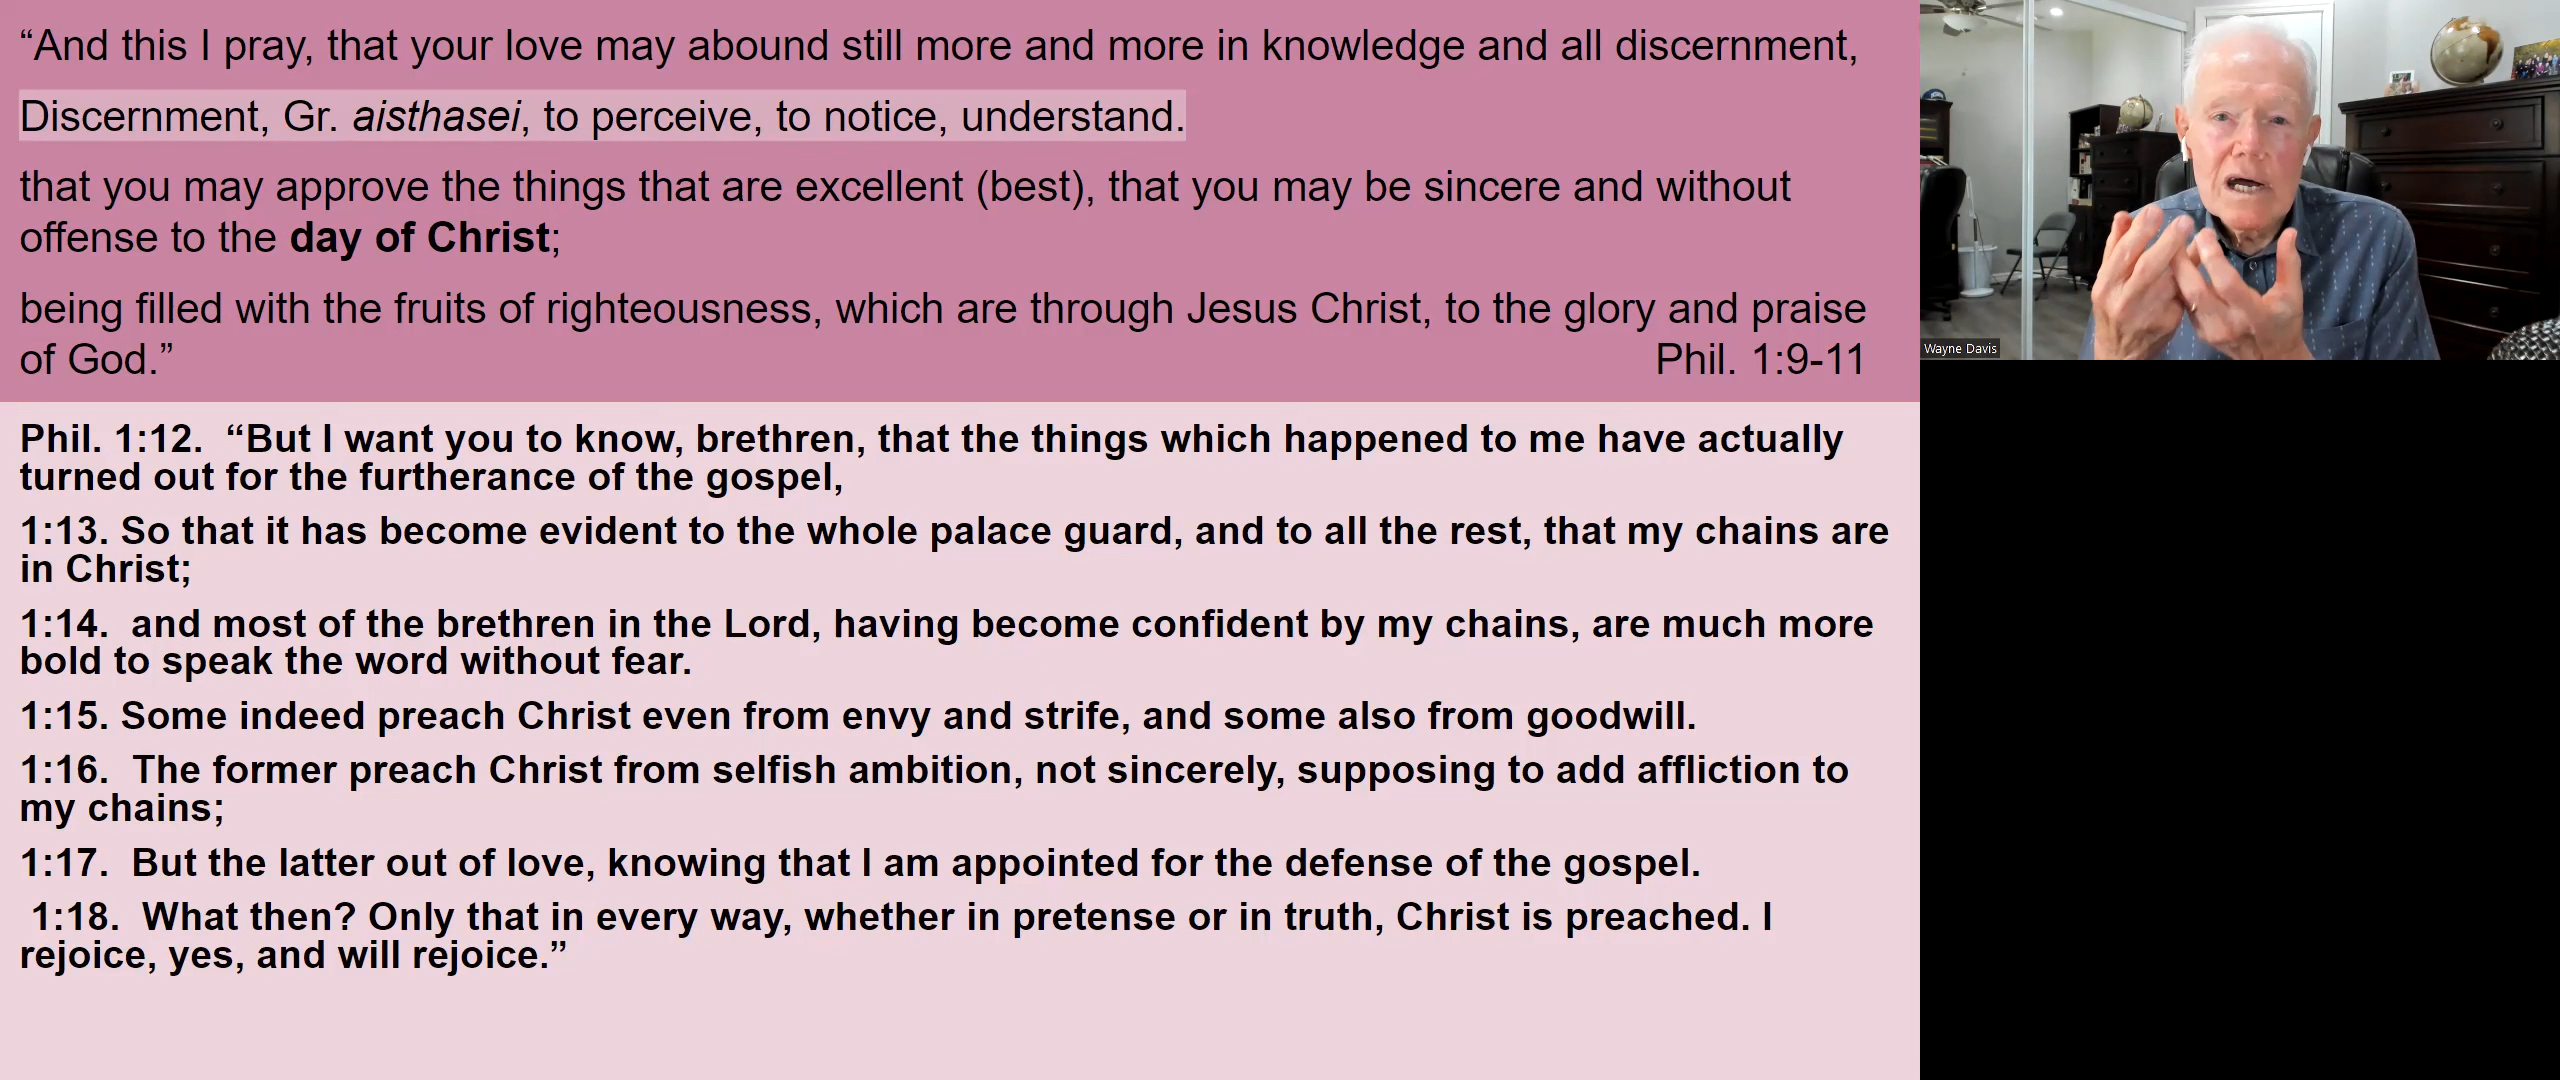 “And this I pray, that your love may abound still more and more in knowledge and all discernment,
Discernment, Gr. aisthasei, to perceive, to notice, understand.
that you may approve the things that are excellent (best), that you may be sincere and without
offense to the day of Christ;
being filled with the fruits of righteousness, which are through Jesus Christ, to the glory and praise
of God.” Phil. 1:9-11
Phil. 1:12.  “But I want you to know, brethren, that the things which happened to me have actually
turned out for the furtherance of the gospel,
1:13. So that it has become evident to the whole palace guard, and to all the rest, that my chains are
in Christ;
1:14.  and most of the brethren in the Lord, having become confident by my chains, are much more
bold to speak the word without fear.
1:15. Some indeed preach Christ even from envy and strife, and some also from goodwill.
1:16.  The former preach Christ from selfish ambition, not sincerely, supposing to add affliction to
my chains;
1:17.  But the latter out of love, knowing that I am appointed for the defense of the gospel.
1:18.  What then? Only that in every way, whether in pretense or in truth, Christ is preached. I
rejoice, yes, and will rejoice.”
Wayne Davis